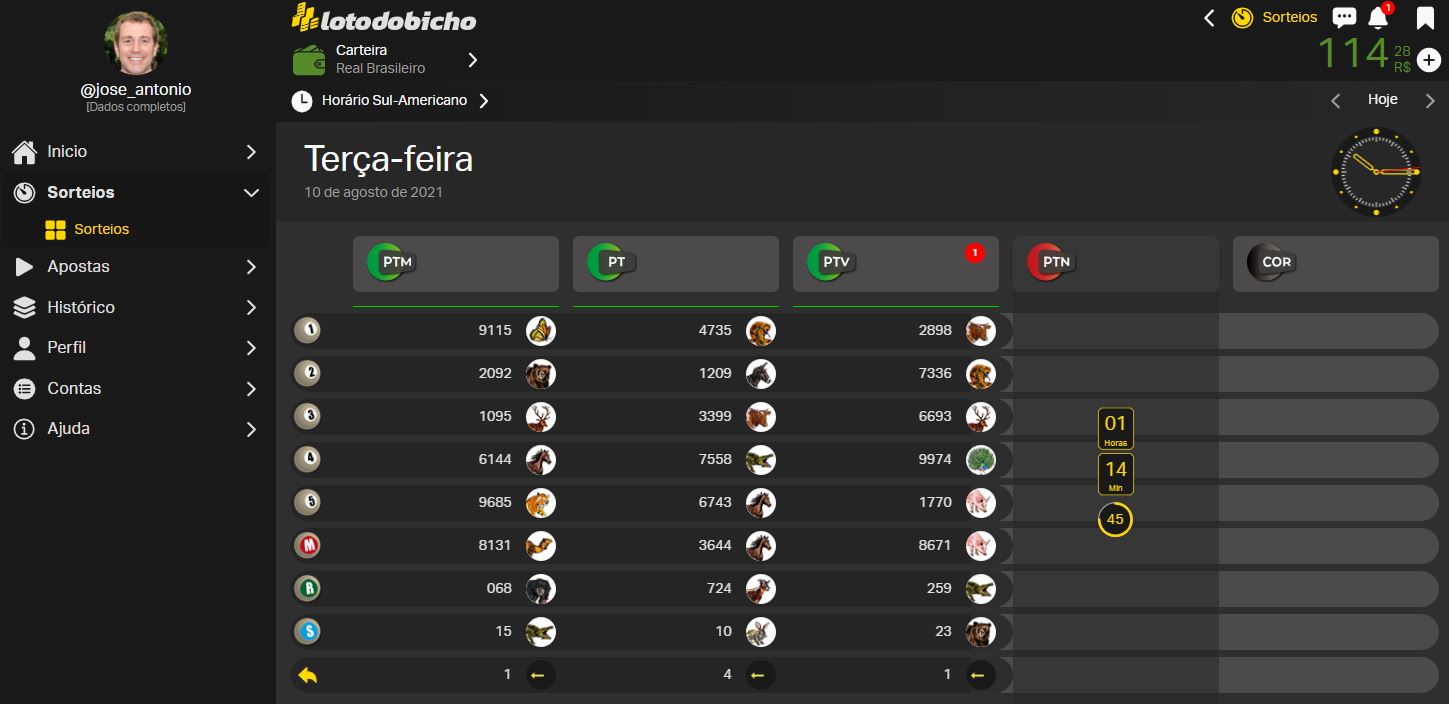 lotodobicho
Sorteios
1
Carteira
Real Brasileiro
114 28 R$
@jose_antonio
[Dados completos]
Horário Sul-Americano
Hoje
Inicio
Sorteios
Sorteios
Apostas
Histórico
Perfil
Contas
Ajuda
Terça-feira
10 de agosto de 2021
PTM PT PTV 1 PTN COR
1 9115 4735 2898
2 2092 1209 7336
3 1095 3399 6693
4 6144 7558 9974
5 9685 6743 1770
M 8131 3644 8671
R 068 724 259
S 15 10 23
1 4 1
01
Horas
14
Min
45